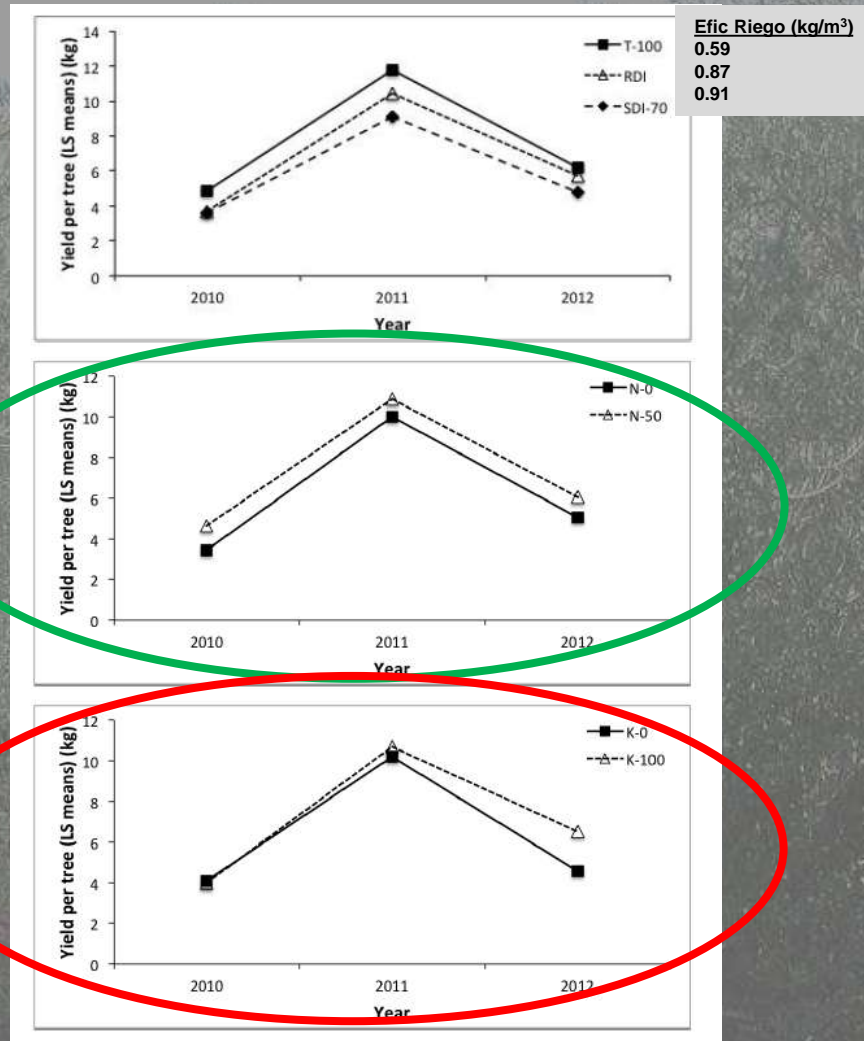 Efic Riego (kg/m³)
0.59
0.87
0.91
Yield per tree (LS means) (kg)
14
12
10
8
6
4
2
0
T-100
RDI
SDI-70
2010 2011 2012
Year
Yield per tree (LS means) (kg)
12
10
8
6
4
2
0
N-0
N-50
2010 2011 2012
Year
Yield per tree (LS means) (kg)
12
10
8
6
4
2
0
K-0
K-100
2010 2011 2012
Year